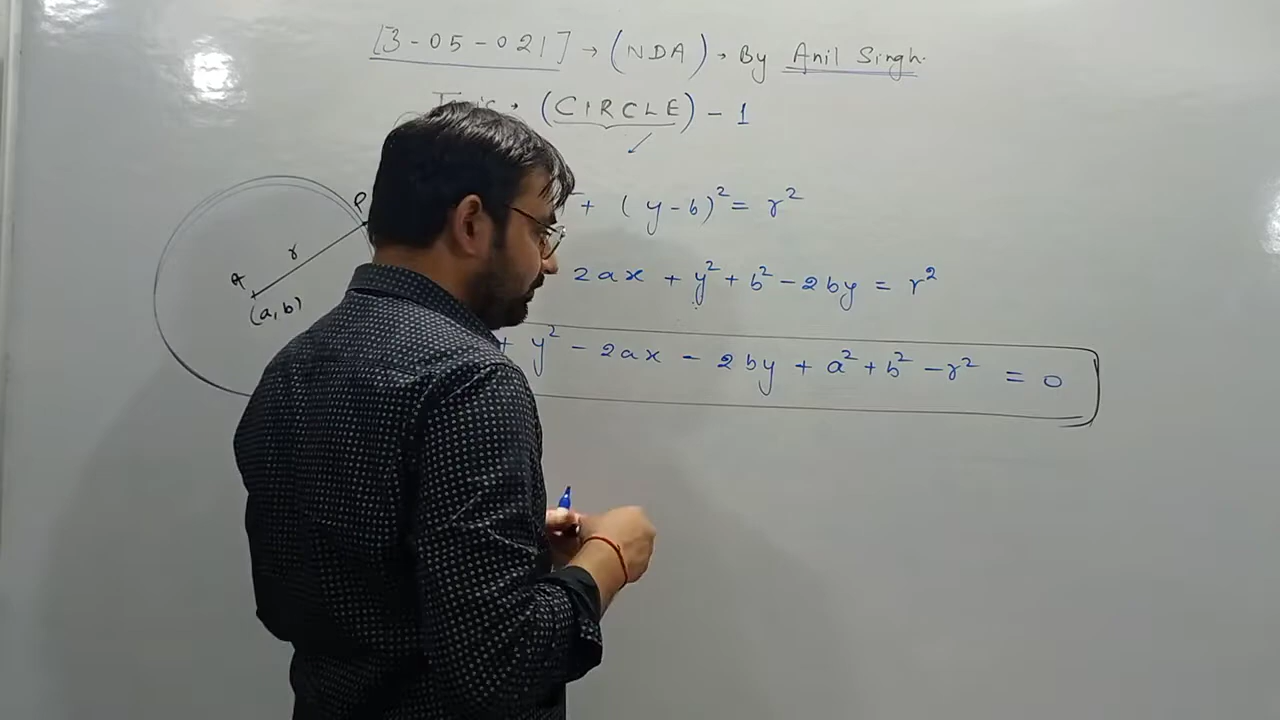 [3-05-021] → (NDA) → By Anil Singh.
(CIRCLE) - 1
+ (y-b)² = r²
2ax + y² + b² - 2by = r²
+ y² - 2ax - 2by + a² + b² - r² = 0
P
r
A
(a,b)